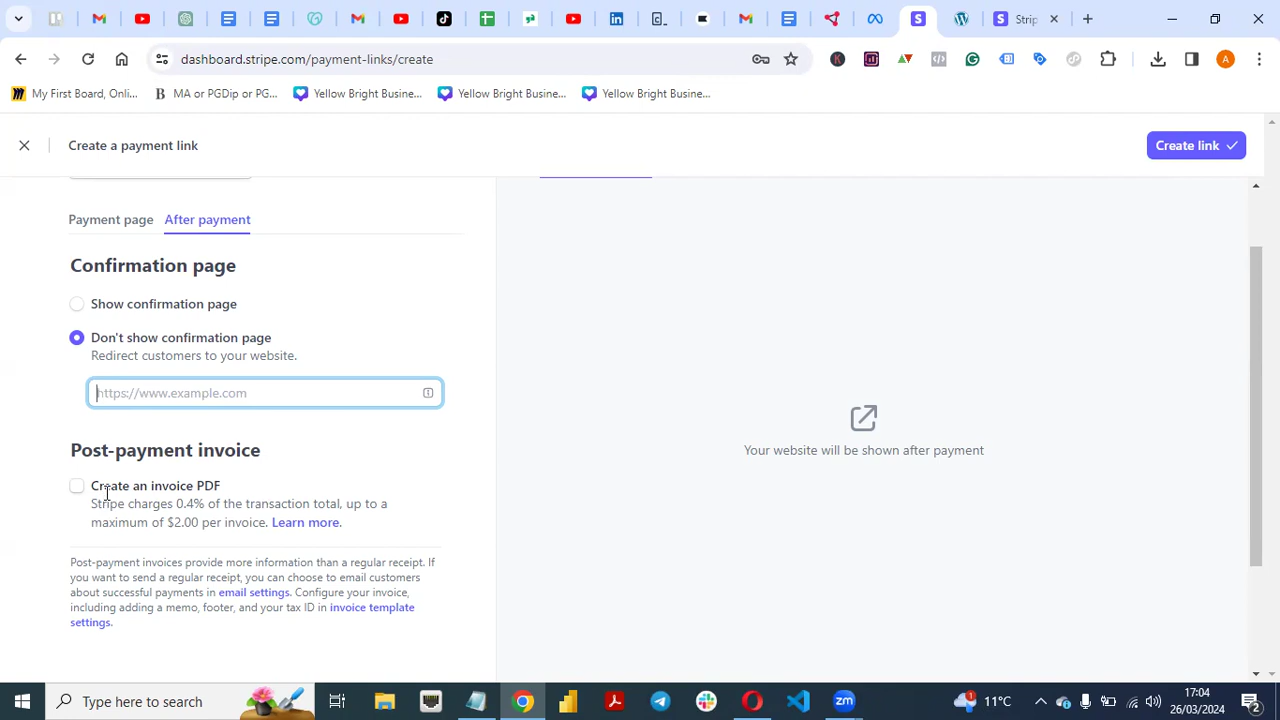 Strip
dashboard.stripe.com/payment-links/create
My First Board, Onli...
MA or PGDip or PG...
Yellow Bright Busine...
Yellow Bright Busine...
Yellow Bright Busine...
Create a payment link
Create link
Payment page
After payment
Confirmation page
Show confirmation page
Don't show confirmation page
Redirect customers to your website.
https://www.example.com
Post-payment invoice
Create an invoice PDF
Stripe charges 0.4% of the transaction total, up to a
maximum of $2.00 per invoice. Learn more.
Post-payment invoices provide more information than a regular receipt. If
you want to send a regular receipt, you can choose to email customers
about successful payments in email settings. Configure your invoice,
including adding a memo, footer, and your tax ID in invoice template
settings.
Your website will be shown after payment
Type here to search
11°C
17:04
26/03/2024
2